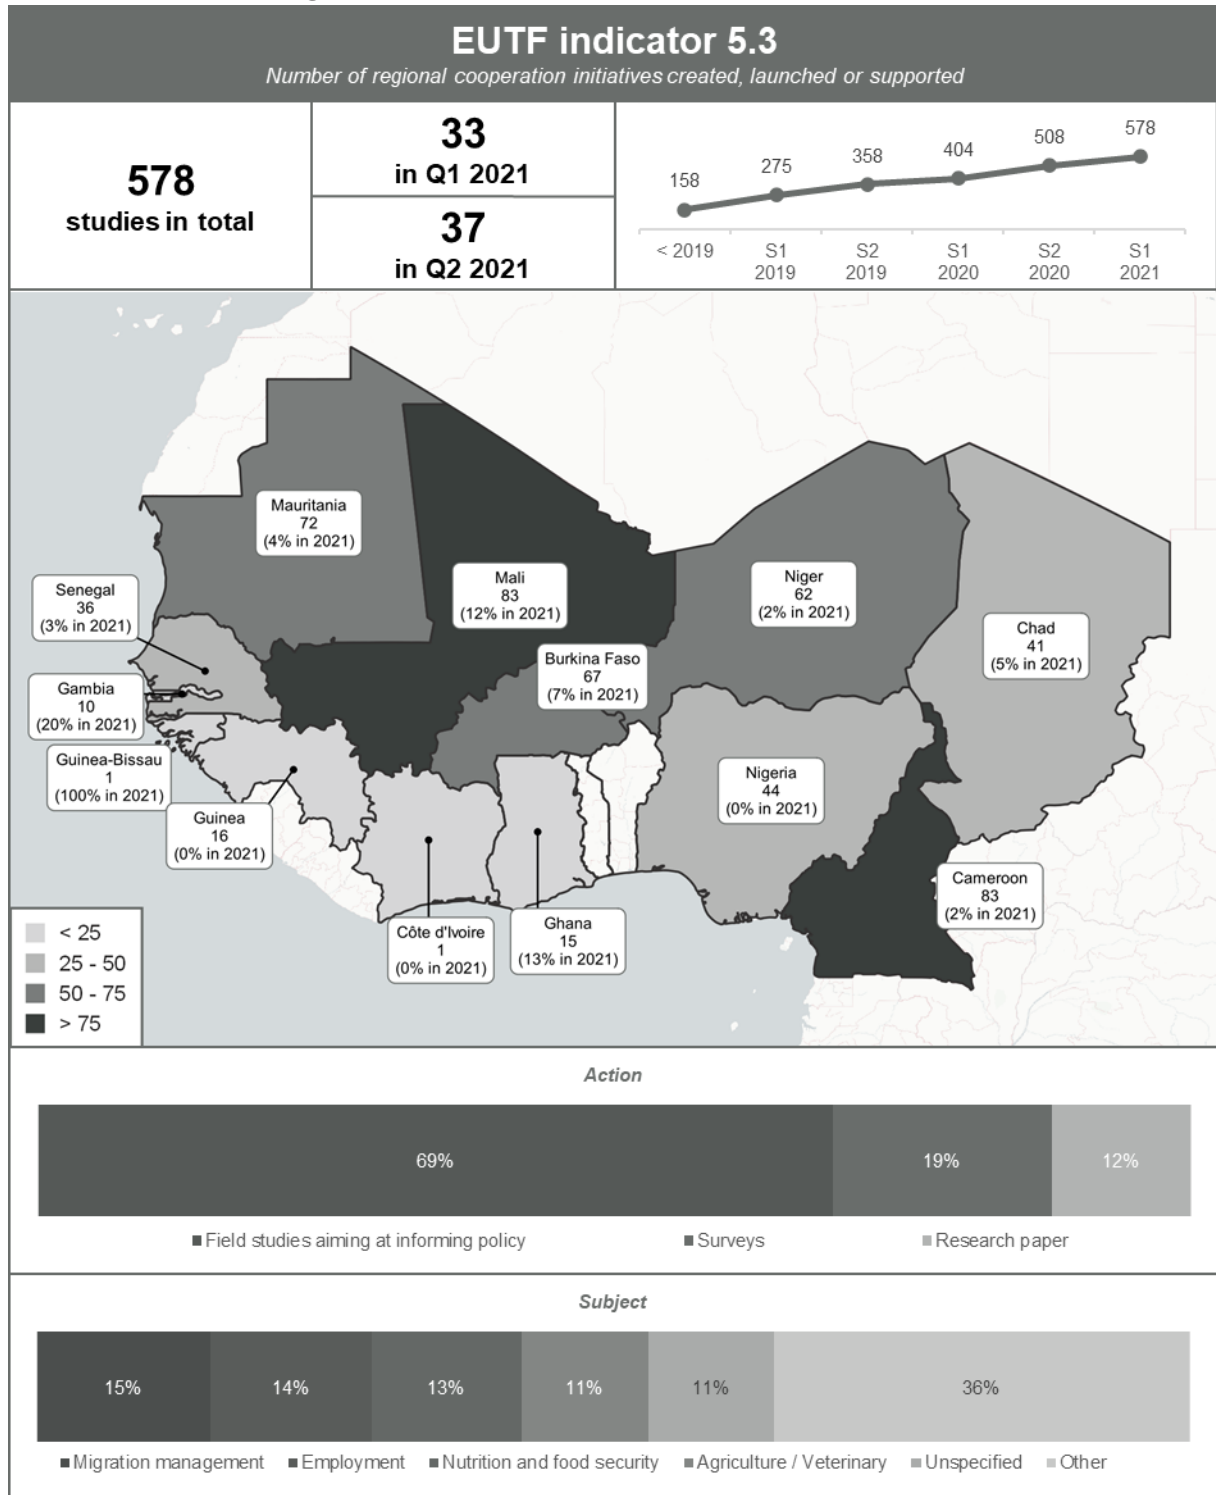 EUTF indicator 5.3
Number of regional cooperation initiatives created, launched or supported
578
studies in total
33
in Q1 2021
37
in Q2 2021
158
275
358
404
508
578
< 2019
S1
2019
S2
2019
S1
2020
S2
2020
S1
2021
Mauritania
72
(4% in 2021)
Mali
83
(12% in 2021)
Niger
62
(2% in 2021)
Chad
41
(5% in 2021)
Senegal
36
(3% in 2021)
Burkina Faso
67
(7% in 2021)
Gambia
10
(20% in 2021)
Guinea-Bissau
1
(100% in 2021)
Nigeria
44
(0% in 2021)
Guinea
16
(0% in 2021)
Cameroon
83
(2% in 2021)
Côte d'Ivoire
1
(0% in 2021)
Ghana
15
(13% in 2021)
< 25
25 - 50
50 - 75
> 75
Action
69%
19%
12%
Field studies aiming at informing policy
Surveys
Research paper
Subject
15%
14%
13%
11%
11%
36%
Migration management
Employment
Nutrition and food security
Agriculture / Veterinary
Unspecified
Other